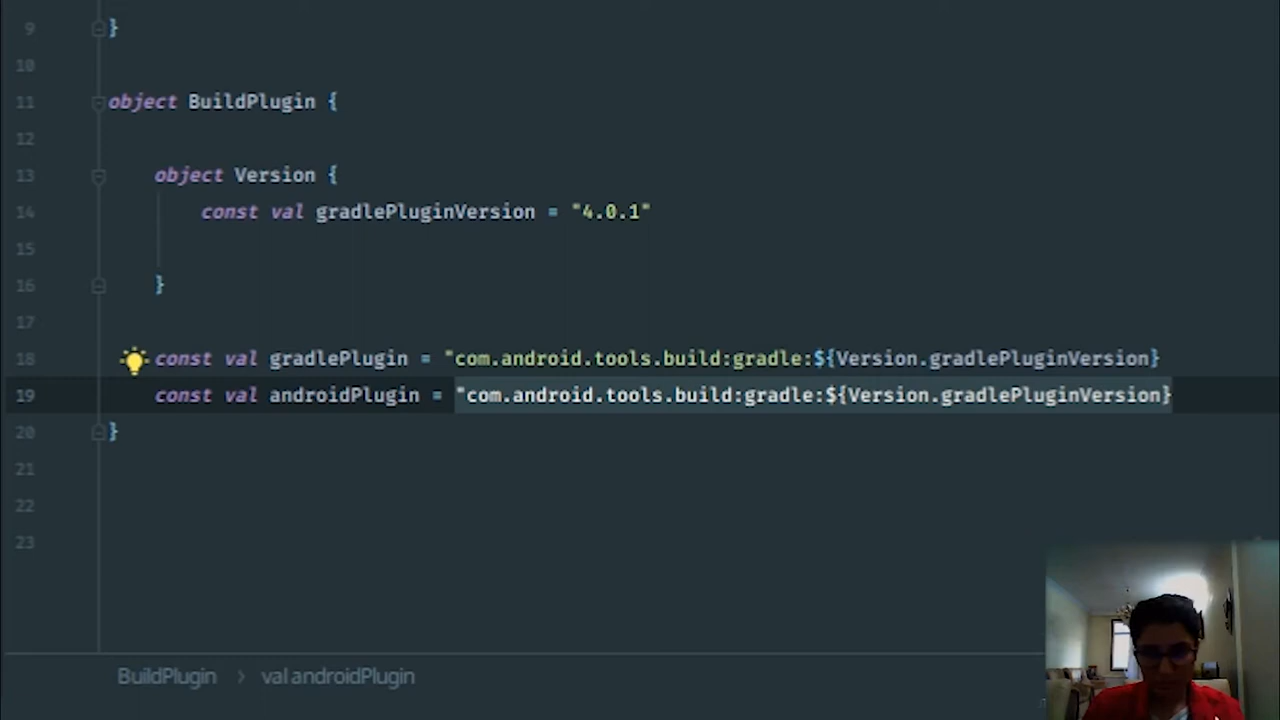 9 }
10
11 object BuildPlugin {
12
13 object Version {
14 const val gradlePluginVersion = "4.0.1"
15
16 }
17
18 const val gradlePlugin = "com.android.tools.build:gradle:${Version.gradlePluginVersion}
19 const val androidPlugin = "com.android.tools.build:gradle:${Version.gradlePluginVersion}
20 }
21
22
23
BuildPlugin › val androidPlugin